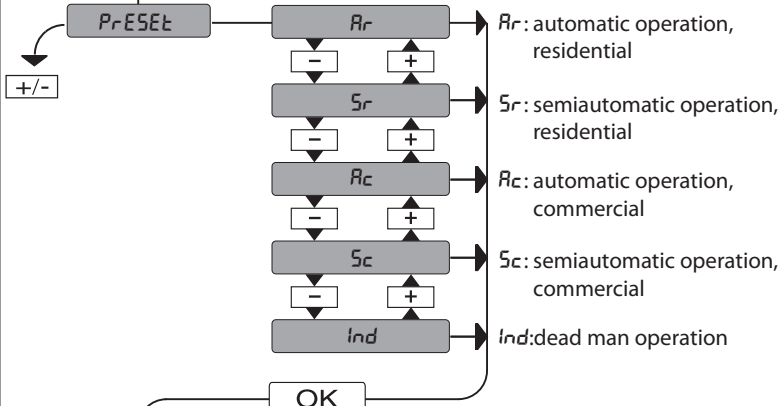 PrESEt
Ar
Ar: automatic operation,
residential
+/-
-
+
Sr
Sr: semiautomatic operation,
residential
-
+
Ac
Ac: automatic operation,
commercial
-
+
Sc
Sc: semiautomatic operation,
commercial
-
+
Ind
Ind:dead man operation
OK